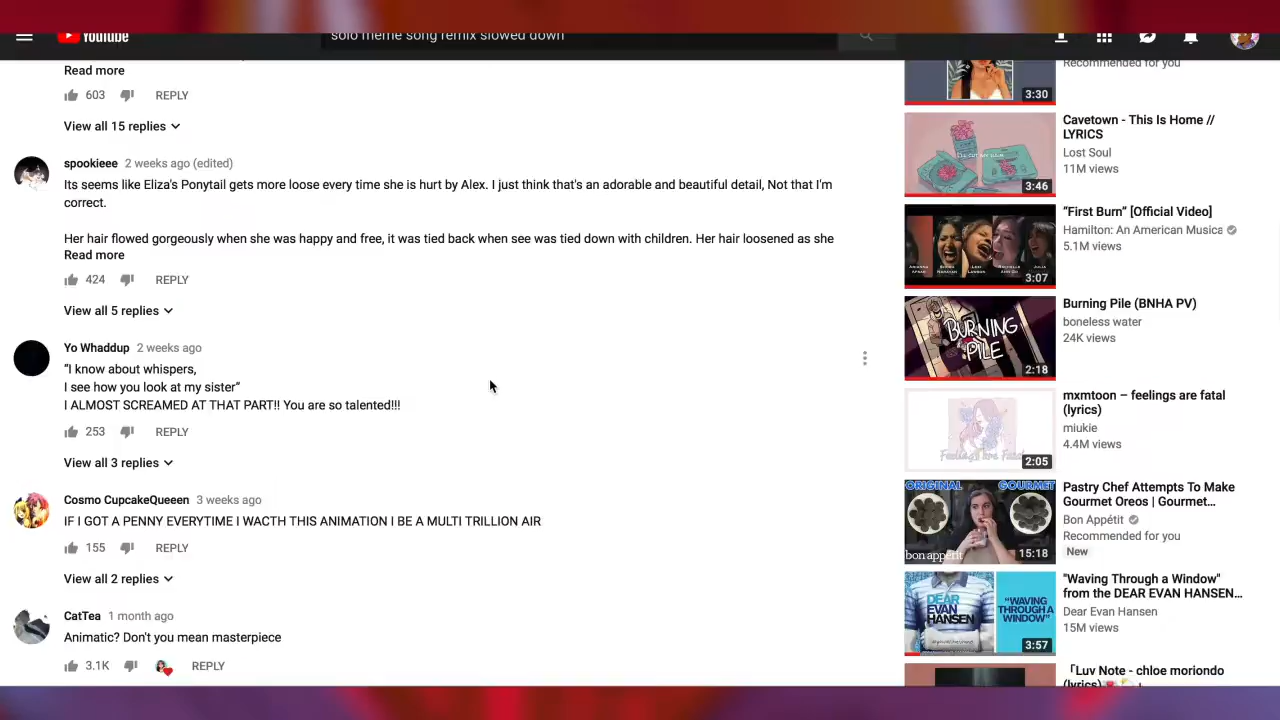 YouTube
solo meme song remix slowed down
Read more
603 REPLY
View all 15 replies
spookieee 2 weeks ago (edited)
Its seems like Eliza's Ponytail gets more loose every time she is hurt by Alex. I just think that's an adorable and beautiful detail, Not that I'm
correct.
Her hair flowed gorgeously when she was happy and free, it was tied back when see was tied down with children. Her hair loosened as she
Read more
424 REPLY
View all 5 replies
Yo Whaddup 2 weeks ago
“I know about whispers,
I see how you look at my sister”
I ALMOST SCREAMED AT THAT PART!! You are so talented!!!
253 REPLY
View all 3 replies
Cosmo CupcakeQueeen 3 weeks ago
IF I GOT A PENNY EVERYTIME I WACTH THIS ANIMATION I BE A MULTI TRILLION AIR
155 REPLY
View all 2 replies
CatTea 1 month ago
Animatic? Don't you mean masterpiece
3.1K REPLY
Recommended for you
3:30
Cavetown - This Is Home //
LYRICS
Lost Soul
11M views
3:46
“First Burn” [Official Video]
Hamilton: An American Musica
5.1M views
3:07
BURNING
PILE
Burning Pile (BNHA PV)
boneless water
24K views
2:18
mxmtoon – feelings are fatal
(lyrics)
miukie
4.4M views
Feelings are Fatal
2:05
ORIGINAL GOURMET
bon appétit
15:18
Pastry Chef Attempts To Make
Gourmet Oreos | Gourmet…
Bon Appétit
Recommended for you
New
DEAR
EVAN
HANSEN
“WAVING
THROUGH A
WINDOW”
3:57
"Waving Through a Window"
from the DEAR EVAN HANSEN…
Dear Evan Hansen
15M views
「Luv Note - chloe moriondo
(lyrics)